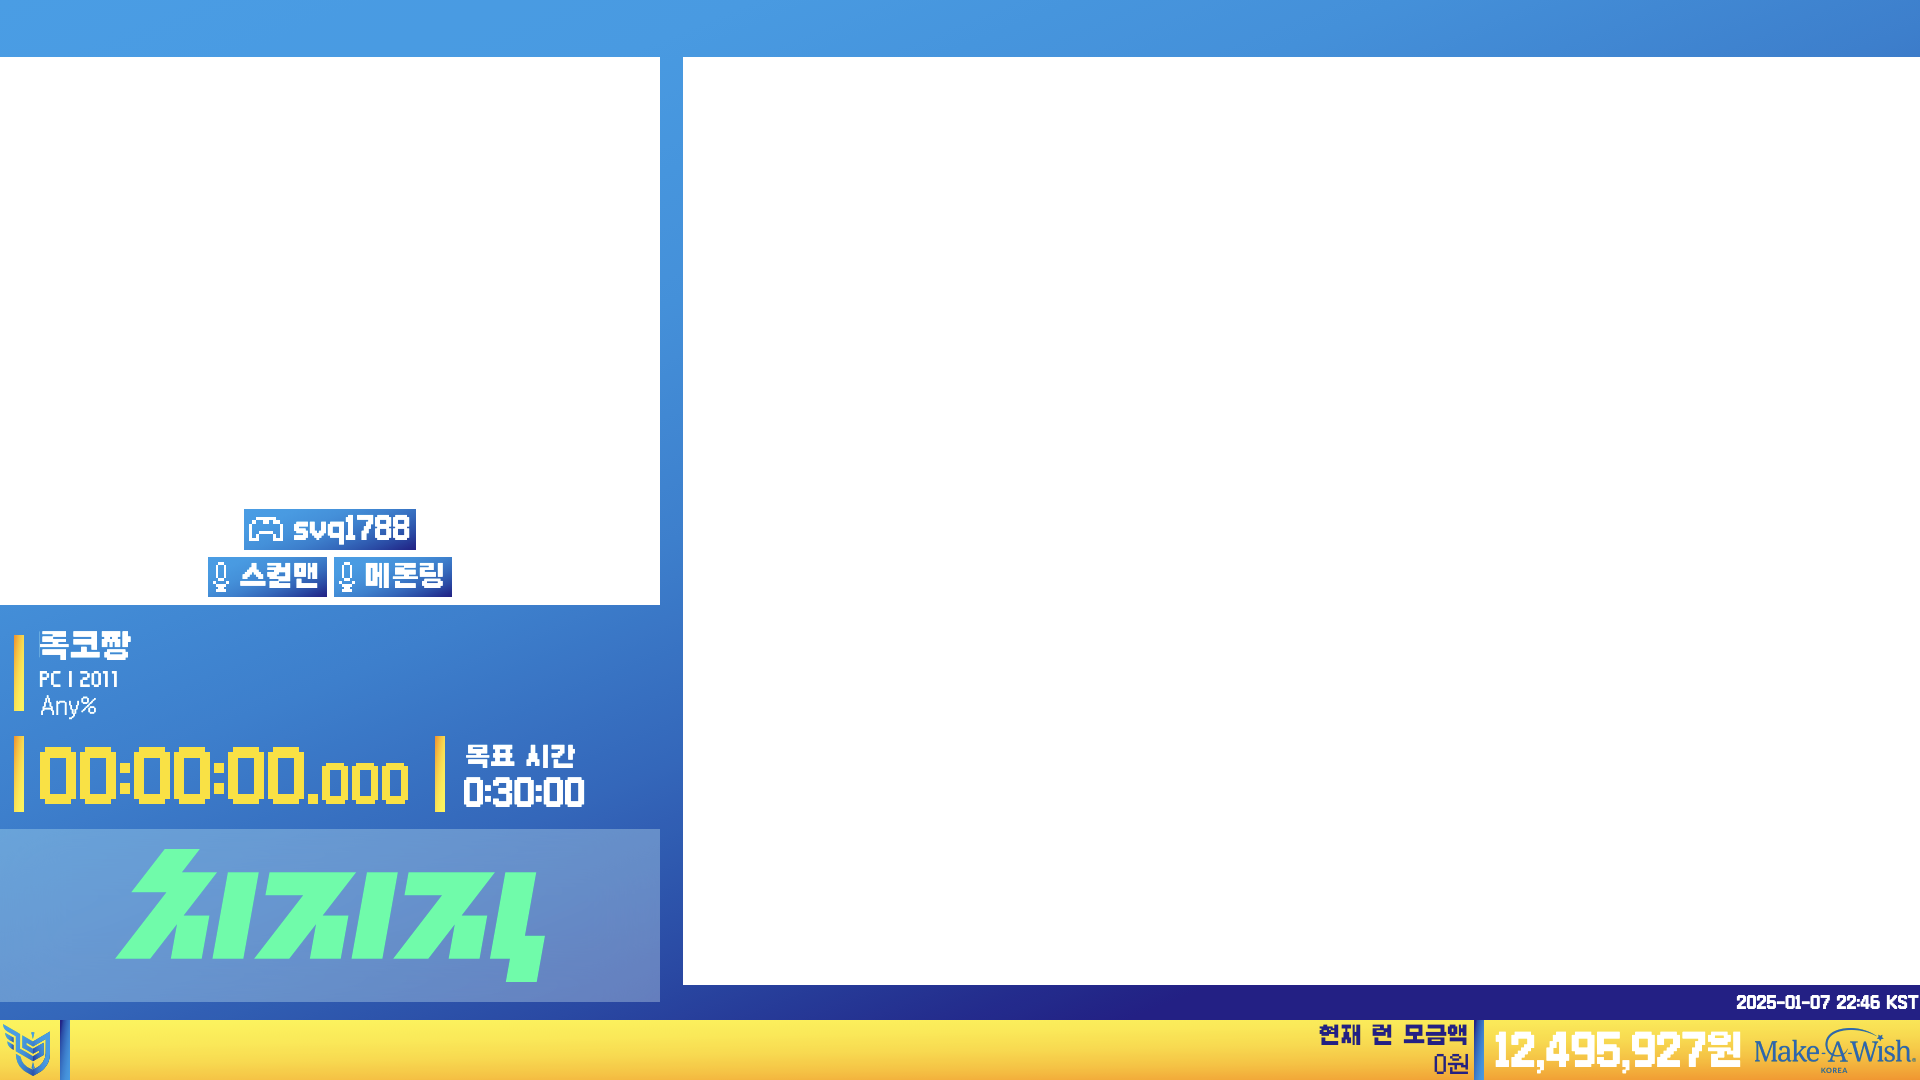 svq1788
스컬맨
메론링
록코짱
PC | 2011
Any%
00:00:00.000
목표 시간
0:30:00
치지직
2025-01-07 22:46 KST
현재 런 모금액
0원
12,495,927원
Make-A-Wish.
KOREA